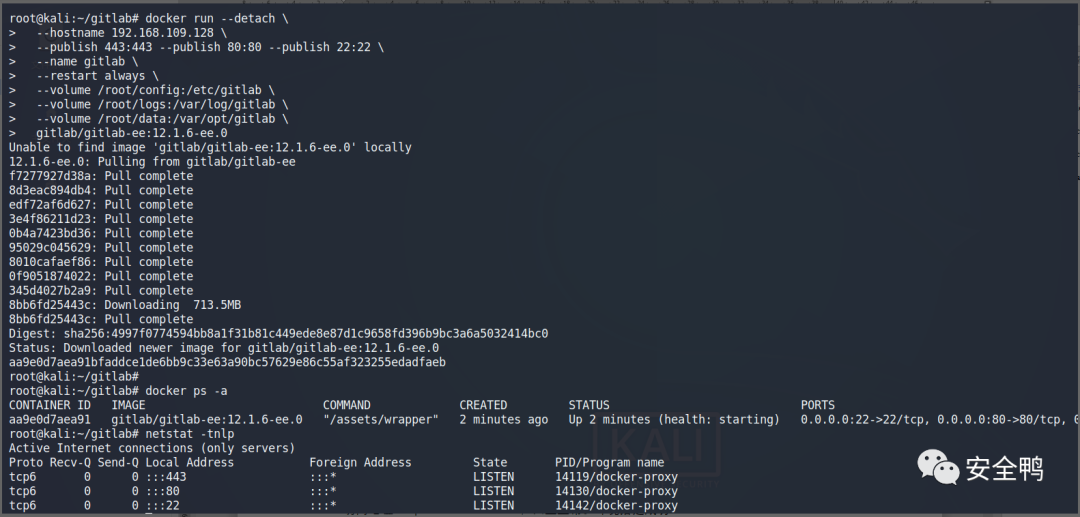 root@kali:~/gitlab# docker run --detach \
>   --hostname 192.168.109.128 \
>   --publish 443:443 --publish 80:80 --publish 22:22 \
>   --name gitlab \
>   --restart always \
>   --volume /root/config:/etc/gitlab \
>   --volume /root/logs:/var/log/gitlab \
>   --volume /root/data:/var/opt/gitlab \
>   gitlab/gitlab-ee:12.1.6-ee.0
Unable to find image 'gitlab/gitlab-ee:12.1.6-ee.0' locally
12.1.6-ee.0: Pulling from gitlab/gitlab-ee
f7277927d38a: Pull complete
8d3eac894db4: Pull complete
edf72af6d627: Pull complete
3e4f86211d23: Pull complete
0b4a7423bd36: Pull complete
95029c045629: Pull complete
8010cafaef86: Pull complete
0f9051874022: Pull complete
345d4027b2a9: Pull complete
8bb6fd25443c: Downloading  713.5MB
8bb6fd25443c: Pull complete
Digest: sha256:4997f0774594bb8a1f31b81c449ede8e87d1c9658fd396b9bc3a6a5032414bc0
Status: Downloaded newer image for gitlab/gitlab-ee:12.1.6-ee.0
aa9e0d7aea91bfaddce1de6bb9c33e63a90bc57629e86c55af323255edadfaeb
root@kali:~/gitlab#
root@kali:~/gitlab# docker ps -a
CONTAINER ID   IMAGE                          COMMAND             CREATED         STATUS                            PORTS
aa9e0d7aea91   gitlab/gitlab-ee:12.1.6-ee.0   "/assets/wrapper"   2 minutes ago   Up 2 minutes (health: starting)   0.0.0.0:22->22/tcp, 0.0.0.0:80->80/tcp,
root@kali:~/gitlab# netstat -tnlp
Active Internet connections (only servers)
Proto Recv-Q Send-Q Local Address           Foreign Address         State       PID/Program name
tcp6       0      0 :::443                  :::*                    LISTEN      14119/docker-proxy
tcp6       0      0 :::80                   :::*                    LISTEN      14130/docker-proxy
tcp6       0      0 :::22                   :::*                    LISTEN      14142/docker-proxy
KALI
安全鸭